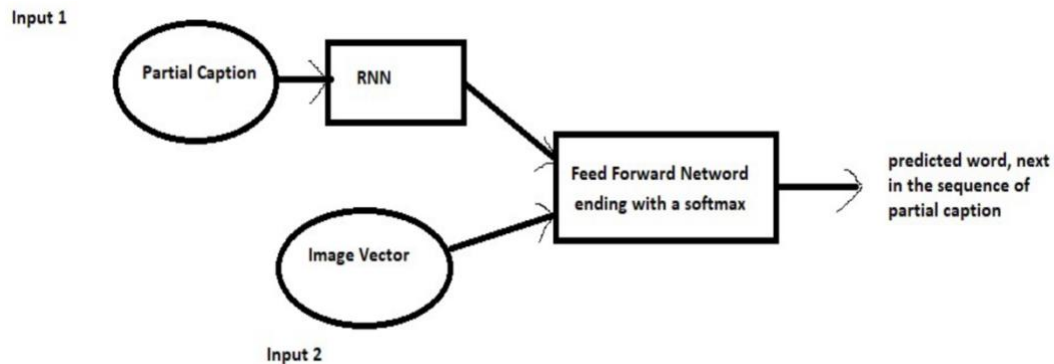 Input 1
Partial Caption
RNN
Feed Forward Netword
ending with a softmax
predicted word, next
in the sequence of
partial caption
Image Vector
Input 2